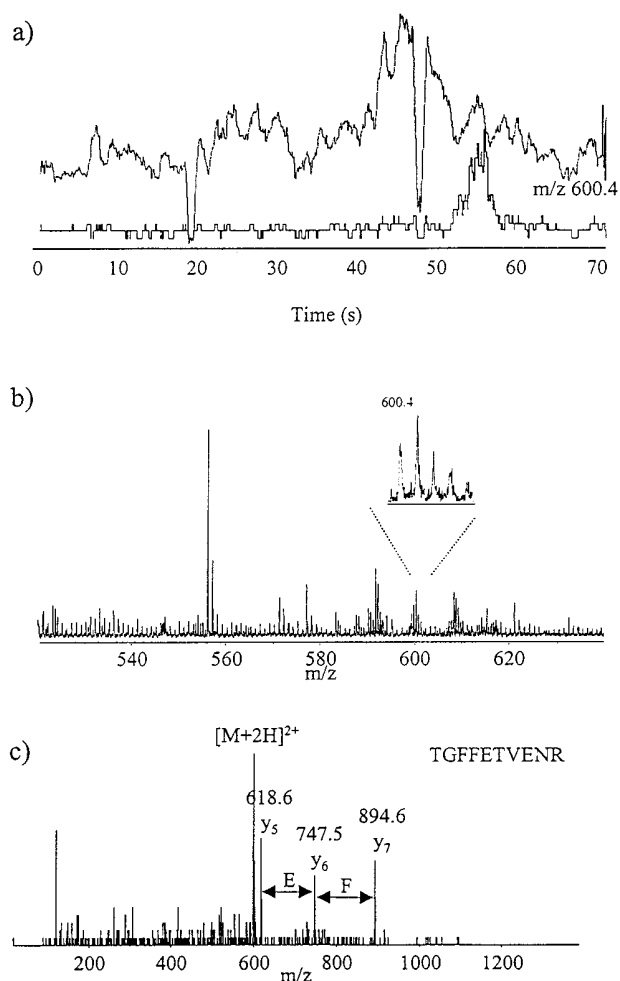 a)
m/z 600.4
0 10 20 30 40 50 60 70
Time (s)
b)
600.4
540 560 580 600 620
m/z
c)
[M+2H]²⁺
TGFFETVENR
618.6
y₅
747.5
y₆
894.6
y₇
E
F
200 400 600 800 1000 1200
m/z